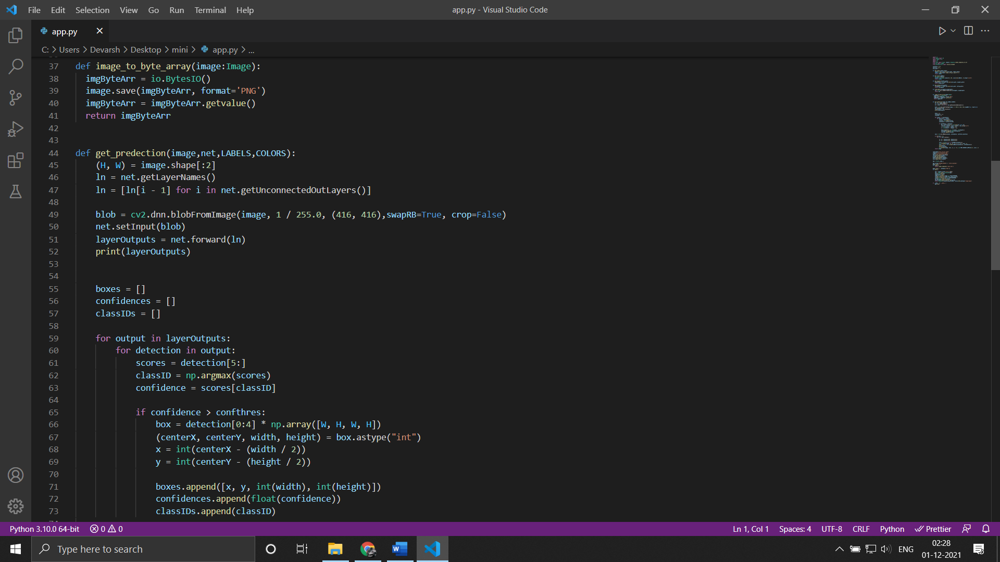 File Edit Selection View Go Run Terminal Help app.py - Visual Studio Code
app.py
C: > Users > Devarsh > Desktop > mini > app.py > ...
37 def image_to_byte_array(image:Image):
38 imgByteArr = io.BytesIO()
39 image.save(imgByteArr, format='PNG')
40 imgByteArr = imgByteArr.getvalue()
41 return imgByteArr
42
43
44 def get_predection(image,net,LABELS,COLORS):
45 (H, W) = image.shape[:2]
46 ln = net.getLayerNames()
47 ln = [ln[i - 1] for i in net.getUnconnectedOutLayers()]
48
49 blob = cv2.dnn.blobFromImage(image, 1 / 255.0, (416, 416),swapRB=True, crop=False)
50 net.setInput(blob)
51 layerOutputs = net.forward(ln)
52 print(layerOutputs)
53
54
55 boxes = []
56 confidences = []
57 classIDs = []
58
59 for output in layerOutputs:
60 for detection in output:
61 scores = detection[5:]
62 classID = np.argmax(scores)
63 confidence = scores[classID]
64
65 if confidence > confthres:
66 box = detection[0:4] * np.array([W, H, W, H])
67 (centerX, centerY, width, height) = box.astype("int")
68 x = int(centerX - (width / 2))
69 y = int(centerY - (height / 2))
70
71 boxes.append([x, y, int(width), int(height)])
72 confidences.append(float(confidence))
73 classIDs.append(classID)
Python 3.10.0 64-bit 0 0 Ln 1, Col 1 Spaces: 4 UTF-8 CRLF Python Prettier
Type here to search ENG 02:28
01-12-2021